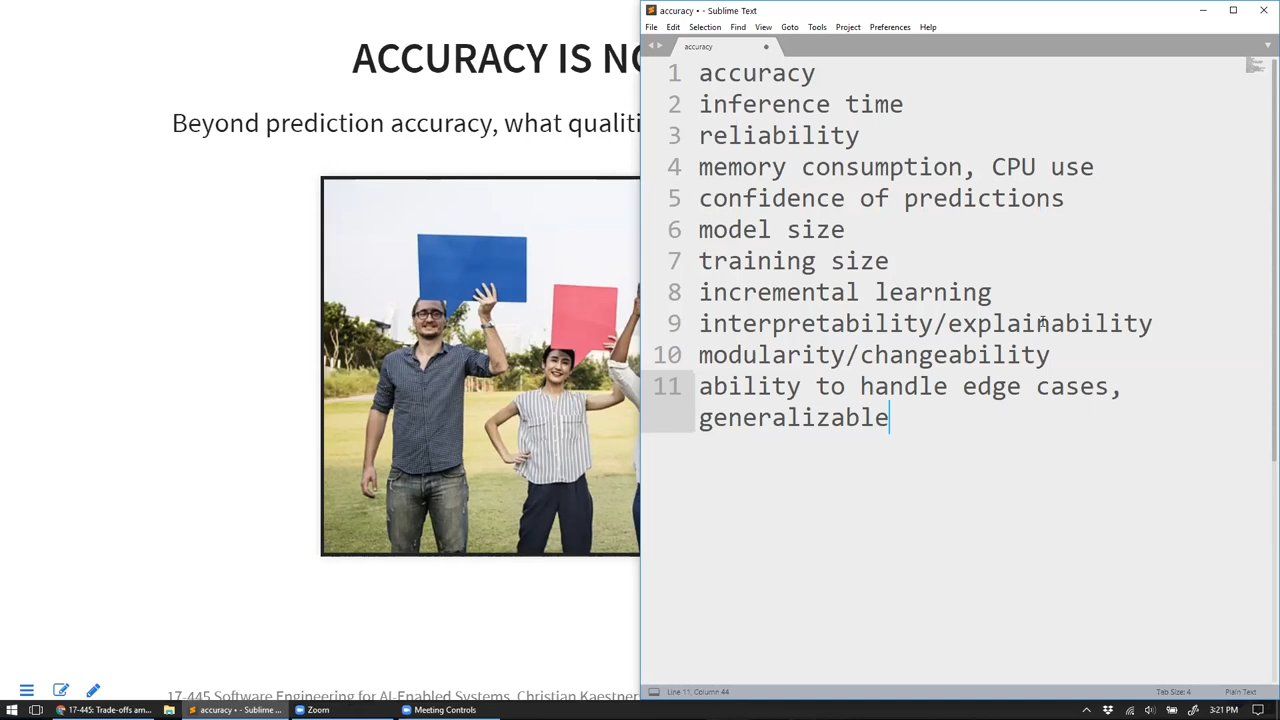 ACCURACY IS
Beyond prediction accuracy, what
accuracy • - Sublime Text
File Edit Selection Find View Goto Tools Project Preferences Help
accuracy
1 accuracy
2 inference time
3 reliability
4 memory consumption, CPU use
5 confidence of predictions
6 model size
7 training size
8 incremental learning
9 interpretability/explainability
10 modularity/changeability
11 ability to handle edge cases,
generalizable
17-445 Software Engineering for AI-Enabled Systems, Christian Kaestne
Line 11, Column 44 Tab Size: 4 Plain Text
17-445: Trade-offs am... accuracy • - Sublime ... Zoom Meeting Controls 3:21 PM